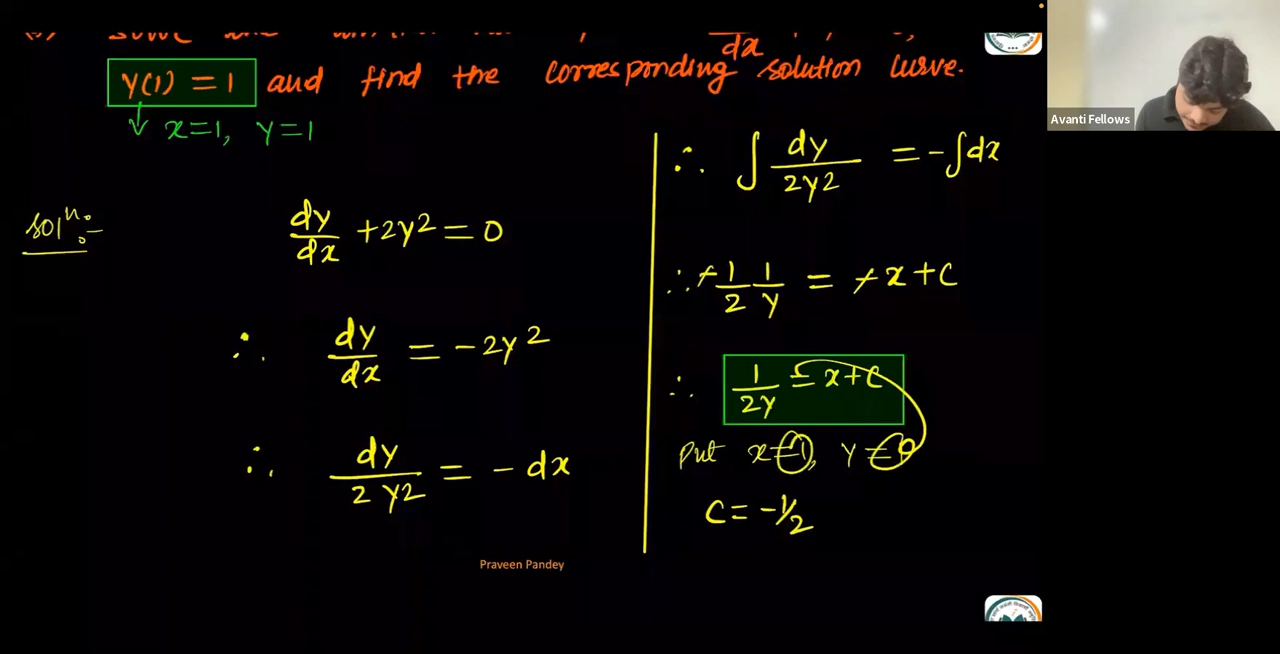 dx
y(1) = 1 and find the corresponding solution curve.
↓ x=1, y=1
Soln:-
dy/dx + 2y2 = 0
∴ dy/dx = -2y2
∴ dy/2y2 = -dx
∴ ∫ dy/2y2 = -∫dx
∴ -1/2 1/y = -x+c
∴ 1/2y = x+c
put x=1, y=
c = -1/2
Praveen Pandey
Avanti Fellows